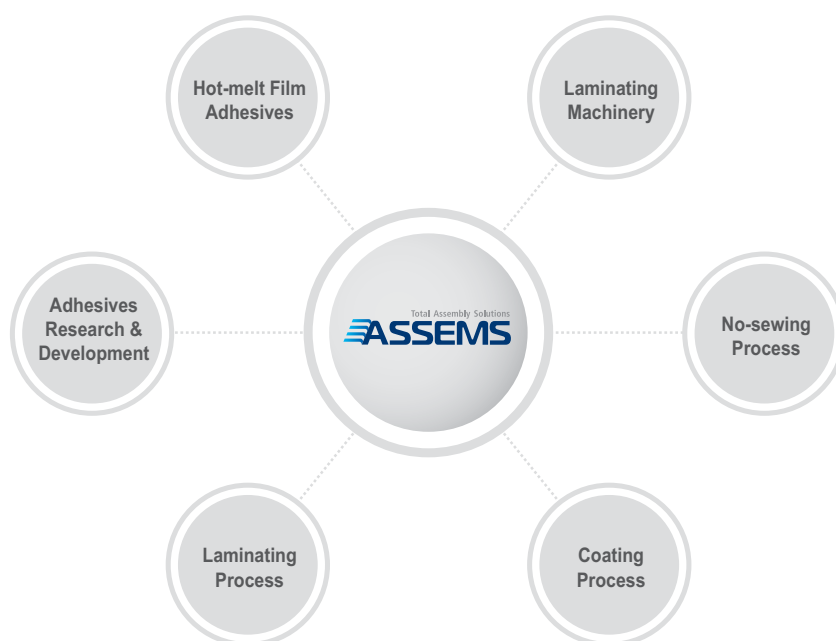 Hot-melt Film
Adhesives
Laminating
Machinery
Total Assembly Solutions
ASSEMS
Adhesives
Research &
Development
No-sewing
Process
Laminating
Process
Coating
Process